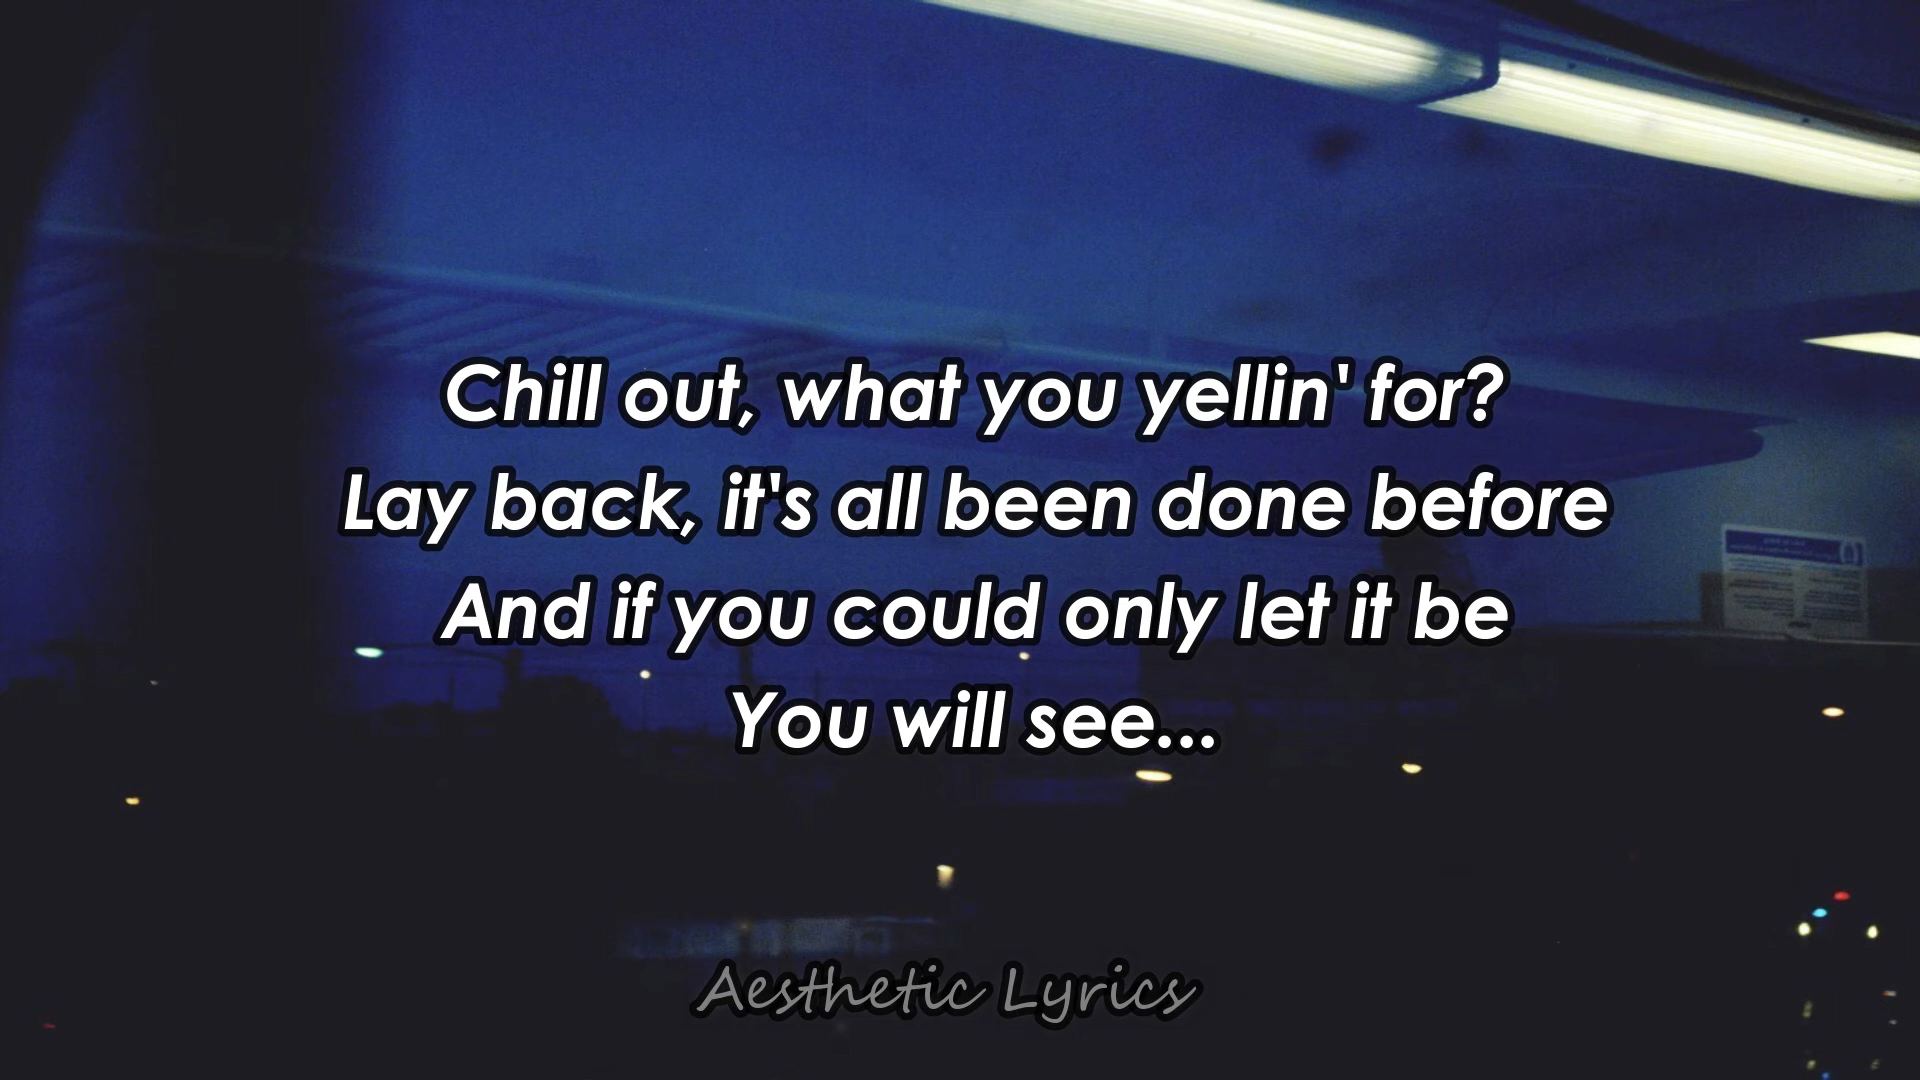 Chill out, what you yellin' for?
Lay back, it's all been done before
And if you could only let it be
You will see...
Aesthetic Lyrics